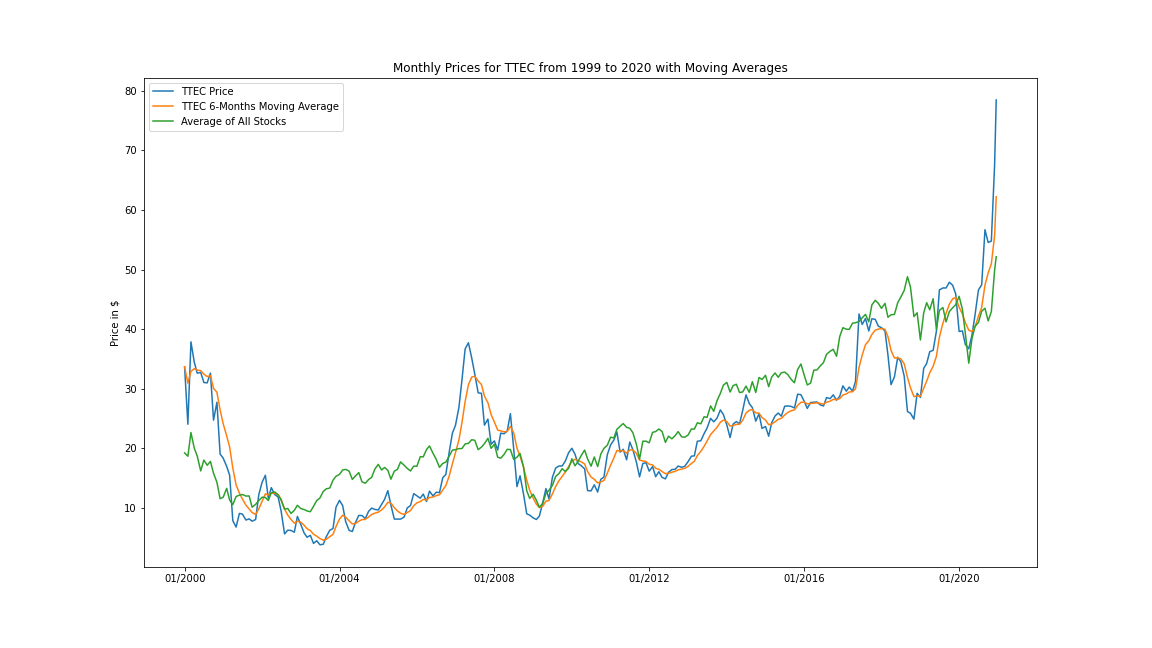 Monthly Prices for TTEC from 1999 to 2020 with Moving Averages
TTEC Price
TTEC 6-Months Moving Average
Average of All Stocks
Price in $
80
70
60
50
40
30
20
10
01/2000
01/2004
01/2008
01/2012
01/2016
01/2020